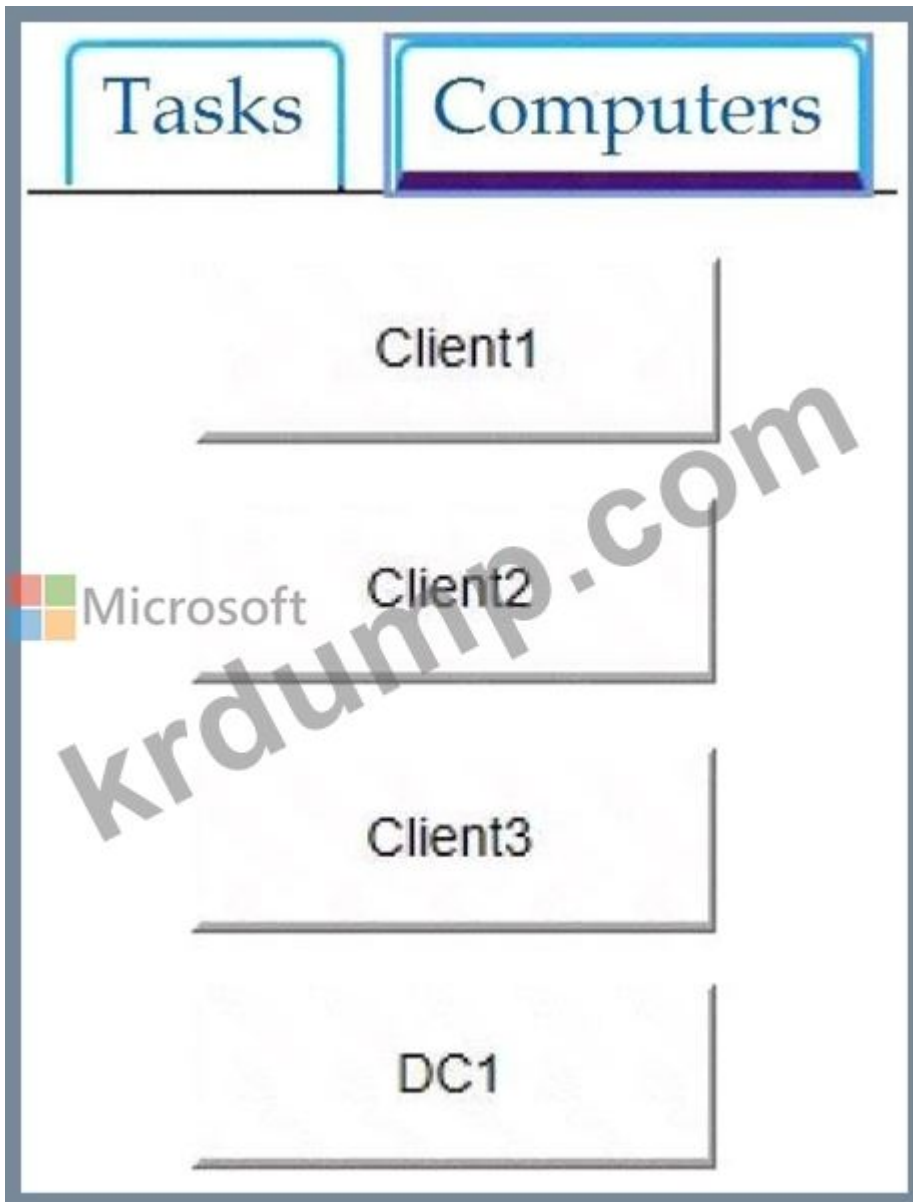 Tasks Computers
Client1
Client2
Microsoft
Client3
DC1
krdump.com